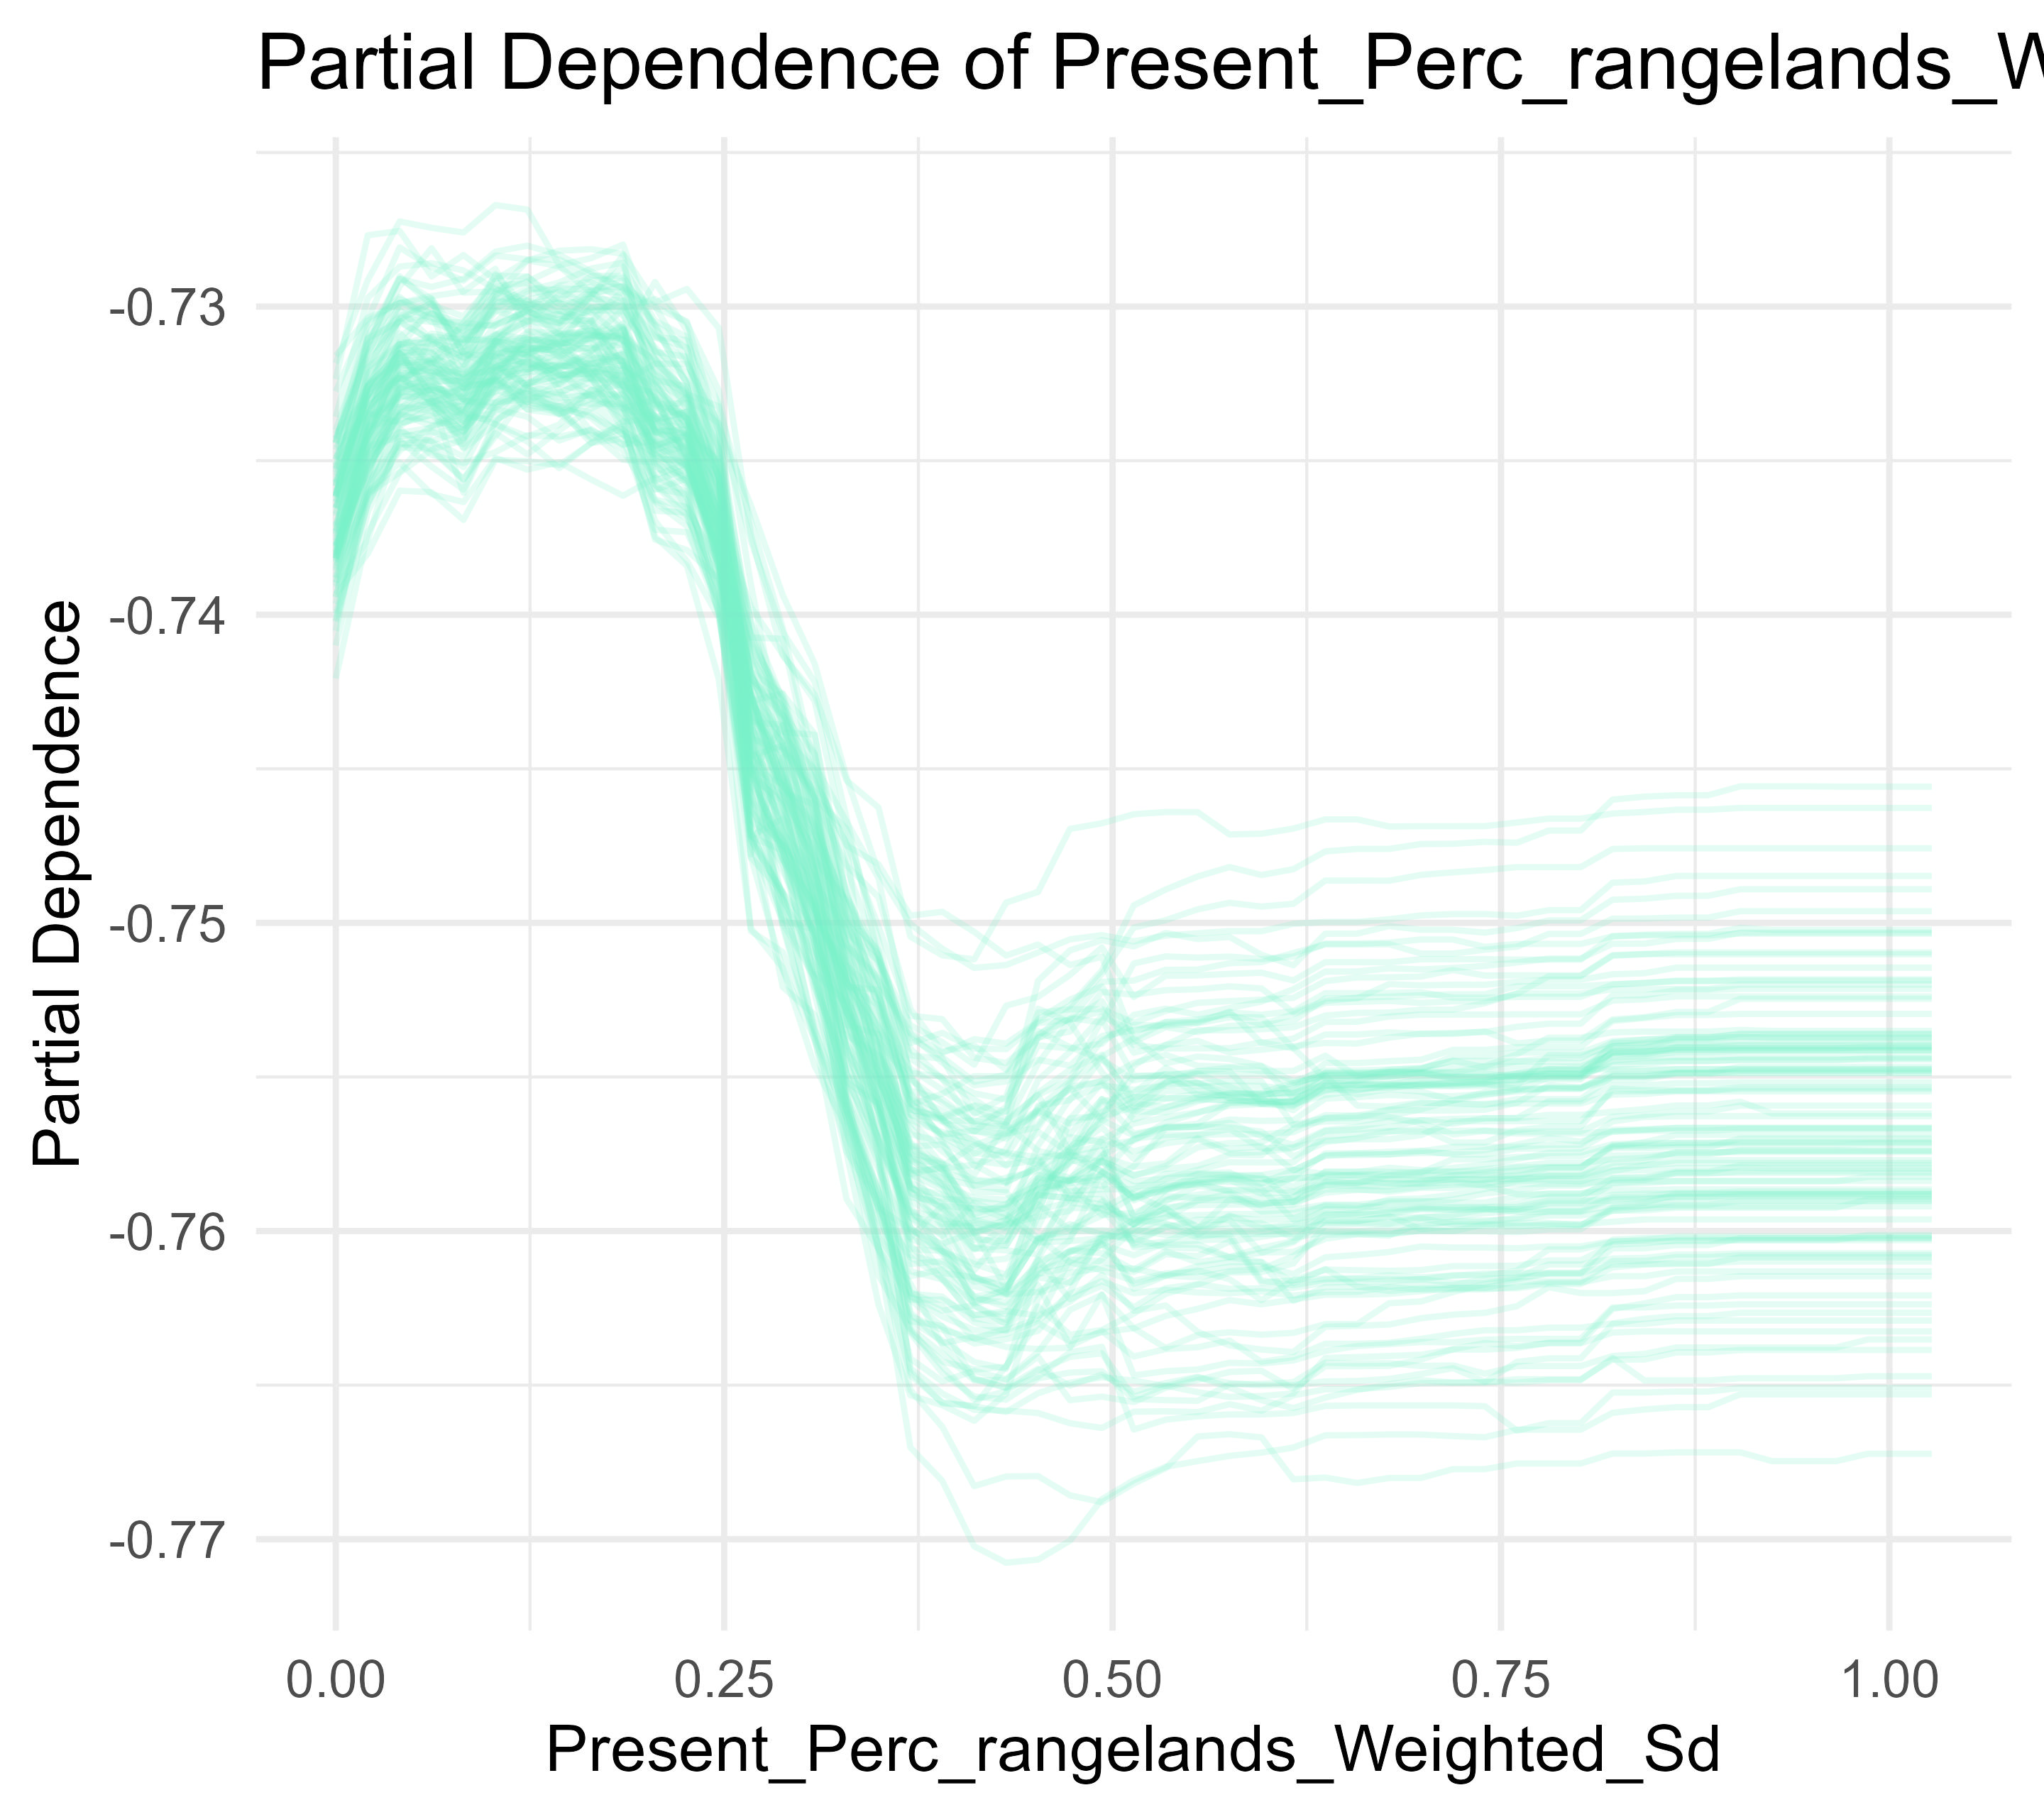 Partial Dependence of Present_Perc_rangelands_W
Partial Dependence
-0.73
-0.74
-0.75
-0.76
-0.77
0.00 0.25 0.50 0.75 1.00
Present_Perc_rangelands_Weighted_Sd